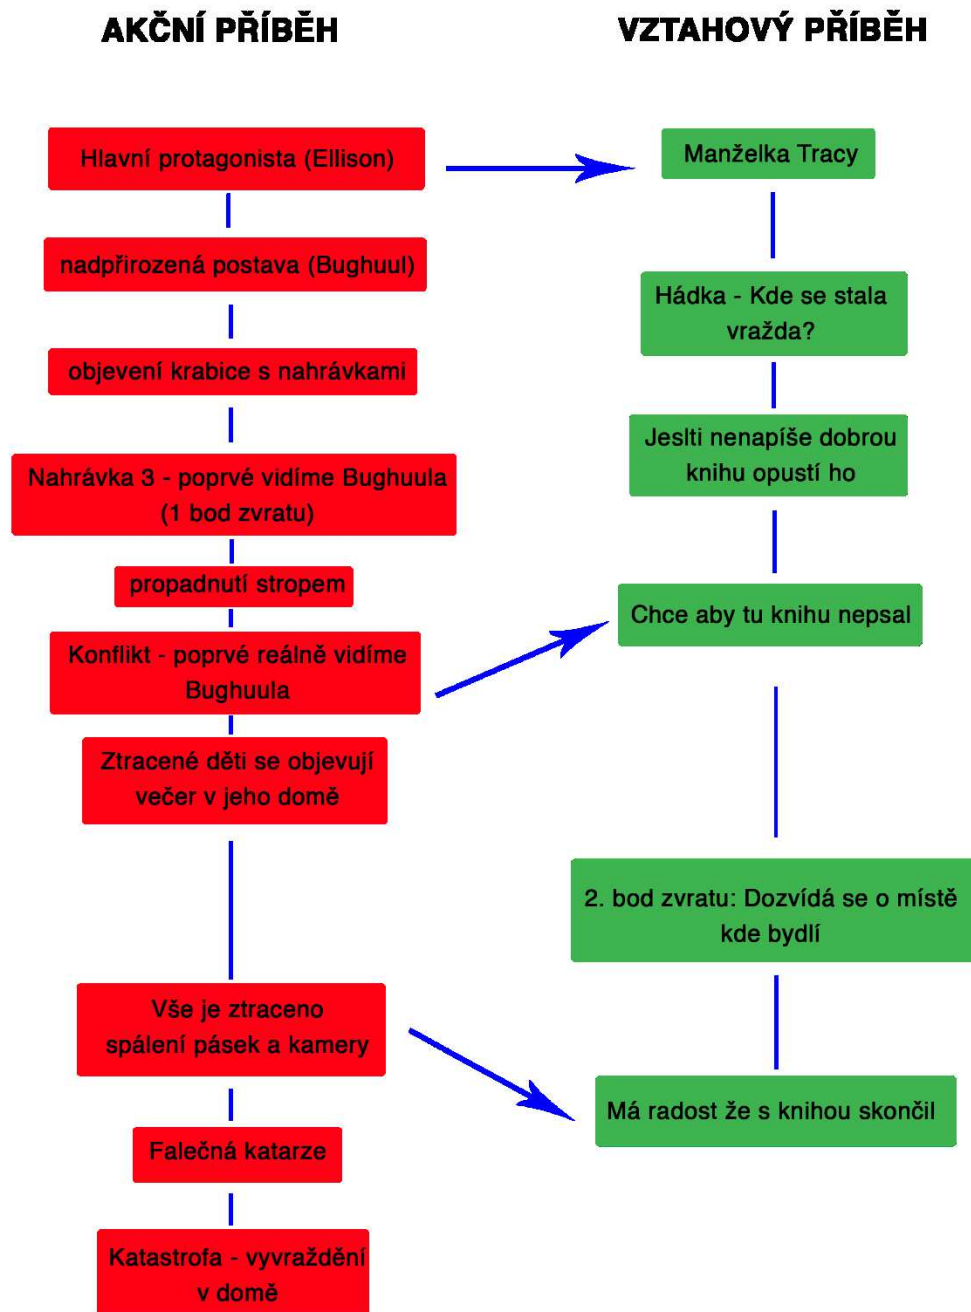 AKČNÍ PŘÍBĚH
Hlavní protagonista (Ellison)
nadpřirozená postava (Bughuul)
objevení krabice s nahrávkami
Nahrávka 3 - poprvé vidíme Bughuula
(1 bod zvratu)
propadnutí stropem
Konflikt - poprvé reálně vidíme
Bughuula
Ztracené děti se objevují
večer v jeho domě
Vše je ztraceno
spálení pásek a kamery
Falečná katarze
Katastrofa - vyvraždění
v domě
VZTAHOVÝ PŘÍBĚH
Manželka Tracy
Hádka - Kde se stala
vražda?
Jeslti nenapíše dobrou
knihu opustí ho
Chce aby tu knihu nepsal
2. bod zvratu: Dozvídá se o místě
kde bydlí
Má radost že s knihou skončil